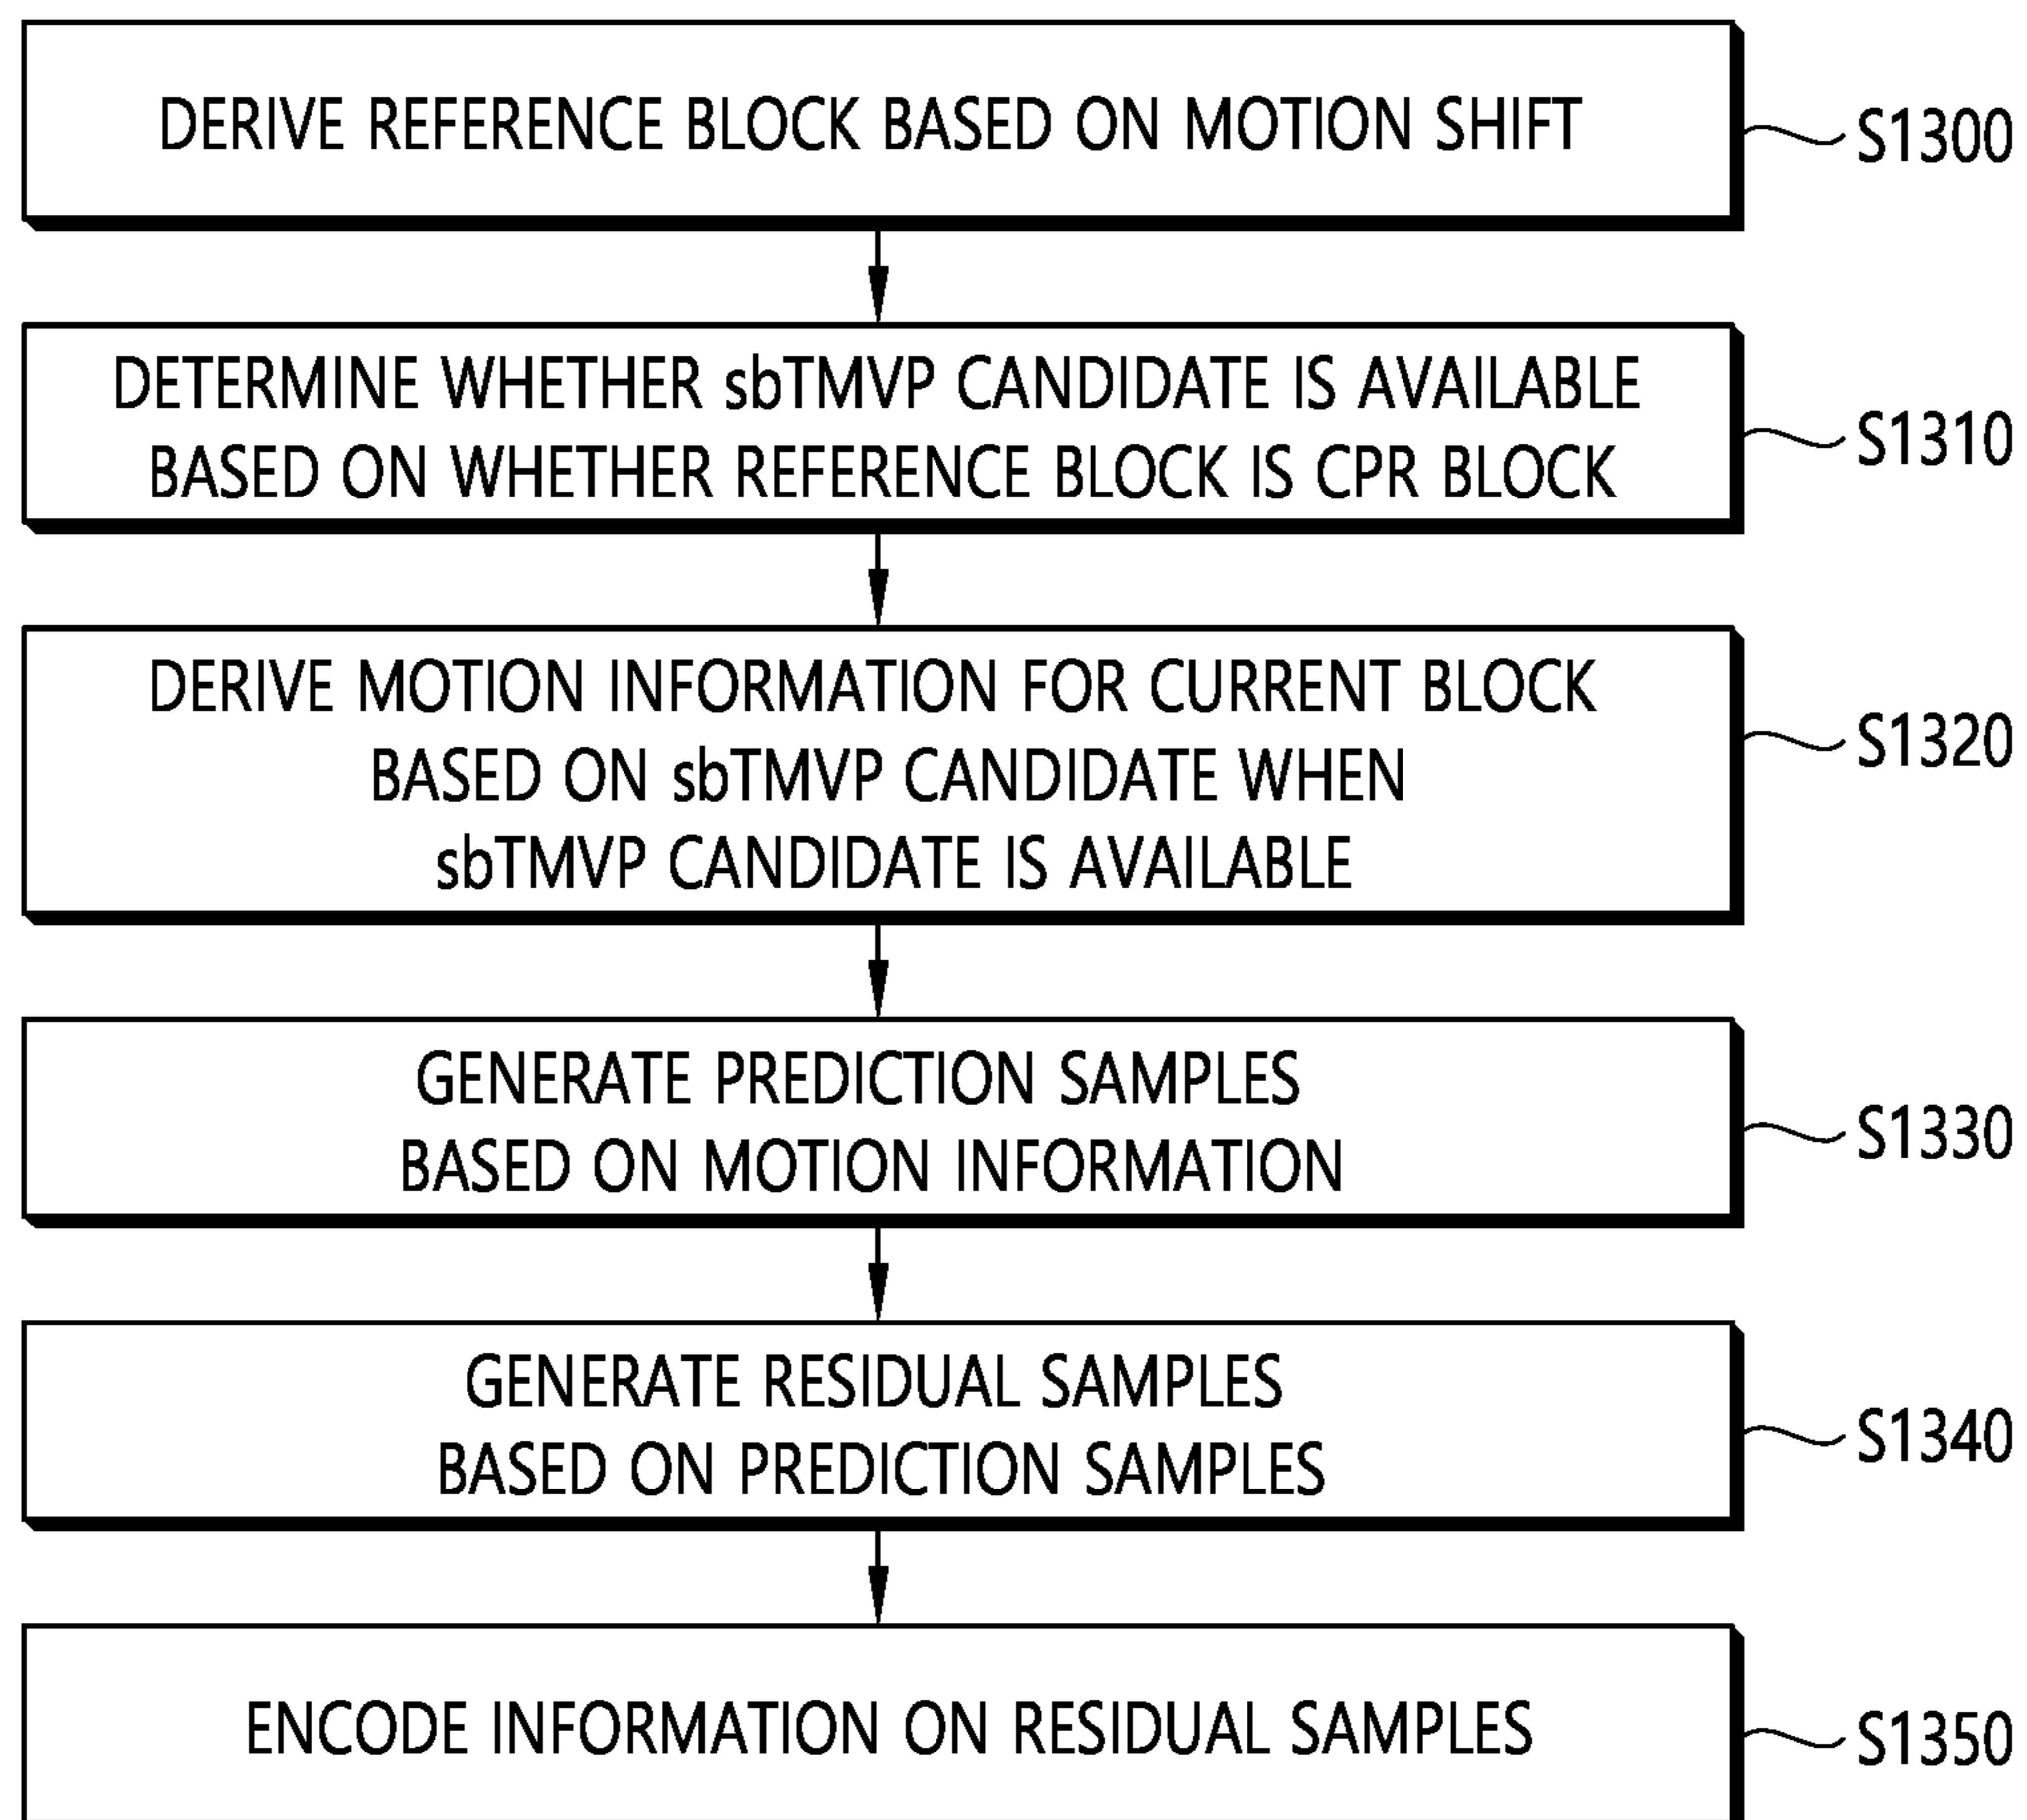 DERIVE REFERENCE BLOCK BASED ON MOTION SHIFT
S1300
DETERMINE WHETHER sbTMVP CANDIDATE IS AVAILABLE
BASED ON WHETHER REFERENCE BLOCK IS CPR BLOCK
S1310
DERIVE MOTION INFORMATION FOR CURRENT BLOCK
BASED ON sbTMVP CANDIDATE WHEN
sbTMVP CANDIDATE IS AVAILABLE
S1320
GENERATE PREDICTION SAMPLES
BASED ON MOTION INFORMATION
S1330
GENERATE RESIDUAL SAMPLES
BASED ON PREDICTION SAMPLES
S1340
ENCODE INFORMATION ON RESIDUAL SAMPLES
S1350